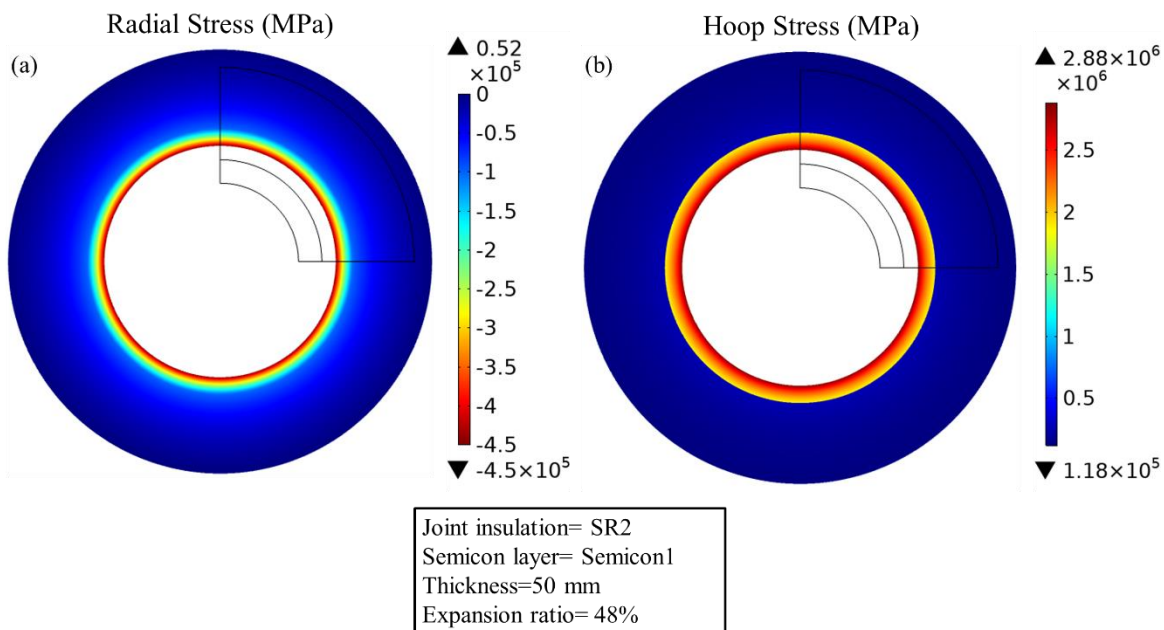 Radial Stress (MPa)
Hoop Stress (MPa)
(a)
▲ 0.52
×10⁵
0
-0.5
-1
-1.5
-2
-2.5
-3
-3.5
-4
-4.5
▼ -4.5×10⁵
(b)
▲ 2.88×10⁶
×10⁶
2.5
2
1.5
1
0.5
▼ 1.18×10⁵
Joint insulation= SR2
Semicon layer= Semicon1
Thickness=50 mm
Expansion ratio= 48%